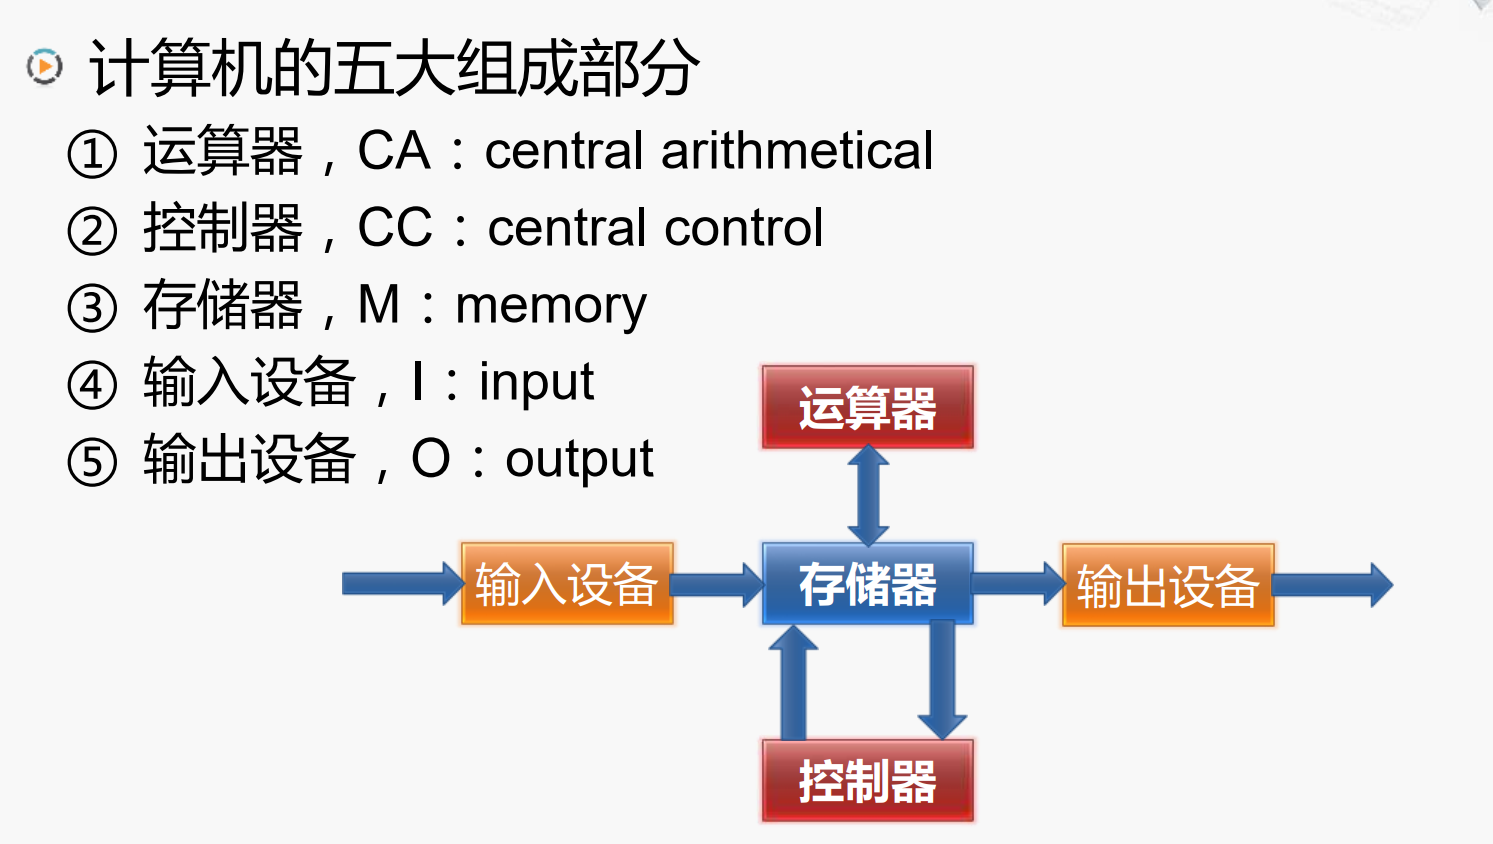 计算机的五大组成部分
① 运算器，CA：central arithmetical
② 控制器，CC：central control
③ 存储器，M：memory
④ 输入设备，I：input
⑤ 输出设备，O：output
运算器
输入设备
存储器
输出设备
控制器